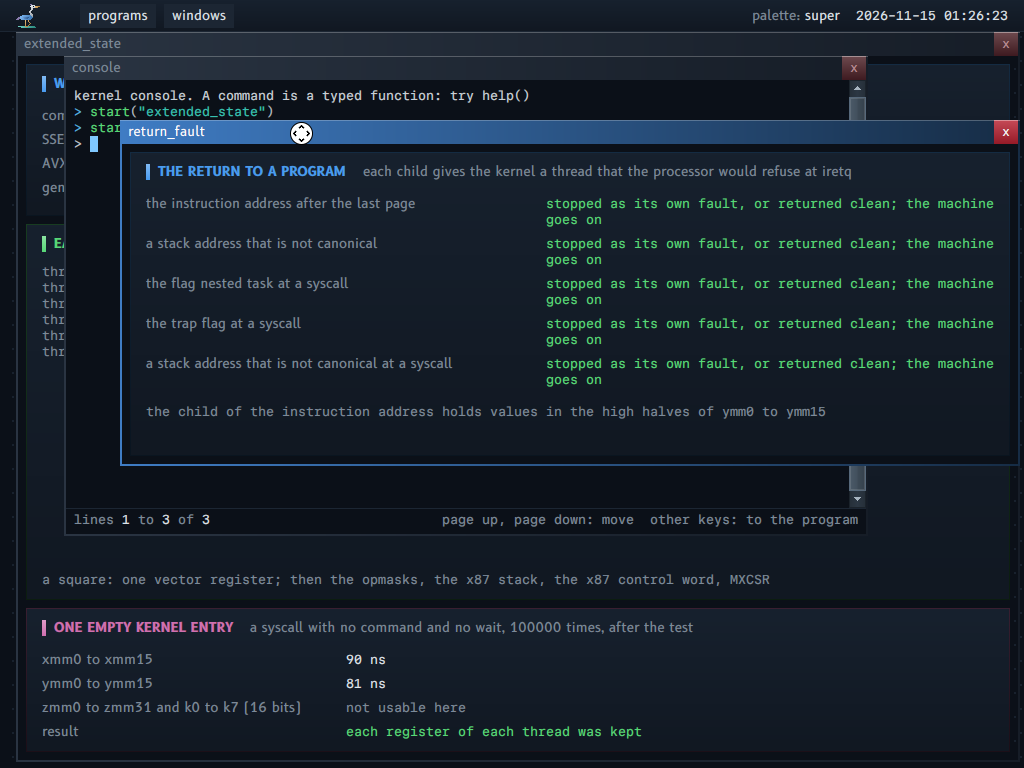 programs windows palette: super 2026-11-15 01:26:23
extended_state x
console x
kernel console. A command is a typed function: try help()
> start("extended_state")
>
>
return_fault x
THE RETURN TO A PROGRAM each child gives the kernel a thread that the processor would refuse at iretq
the instruction address after the last page stopped as its own fault, or returned clean; the machine
goes on
a stack address that is not canonical stopped as its own fault, or returned clean; the machine
goes on
the flag nested task at a syscall stopped as its own fault, or returned clean; the machine
goes on
the trap flag at a syscall stopped as its own fault, or returned clean; the machine
goes on
a stack address that is not canonical at a syscall stopped as its own fault, or returned clean; the machine
goes on
the child of the instruction address holds values in the high halves of ymm0 to ymm15
lines 1 to 3 of 3 page up, page down: move other keys: to the program
a square: one vector register; then the opmasks, the x87 stack, the x87 control word, MXCSR
ONE EMPTY KERNEL ENTRY a syscall with no command and no wait, 100000 times, after the test
xmm0 to xmm15 90 ns
ymm0 to ymm15 81 ns
zmm0 to zmm31 and k0 to k7 (16 bits) not usable here
result each register of each thread was kept